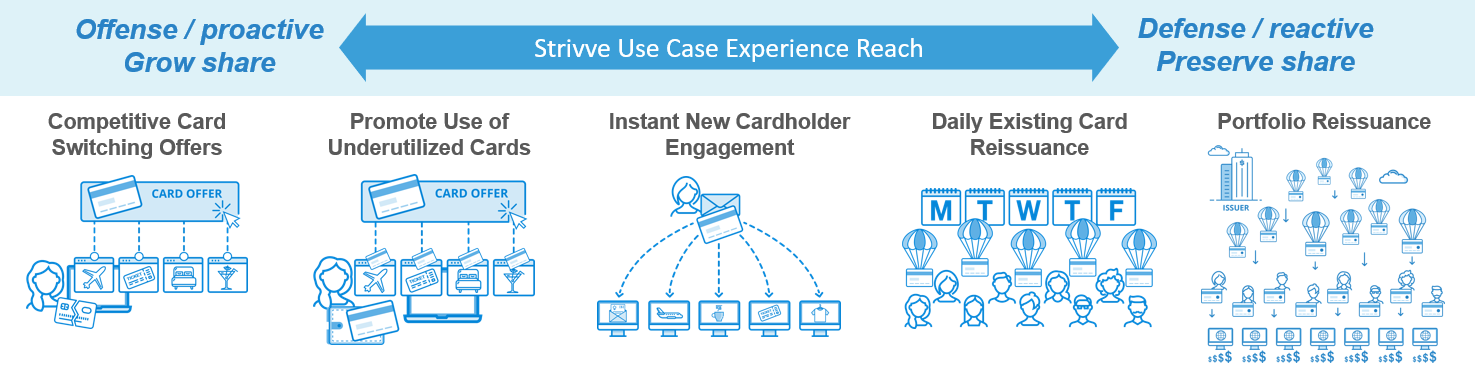 Offense / proactive
Grow share
Strivve Use Case Experience Reach
Defense / reactive
Preserve share
Competitive Card
Switching Offers
Promote Use of
Underutilized Cards
Instant New Cardholder
Engagement
Daily Existing Card
Reissuance
Portfolio Reissuance
CARD OFFER
TICKET
CARD OFFER
TICKET
TICKET
M T W T F
$
ISSUER
$$$$ $$$$ $$$$ $$$$ $$$$ $$$$ $$$$